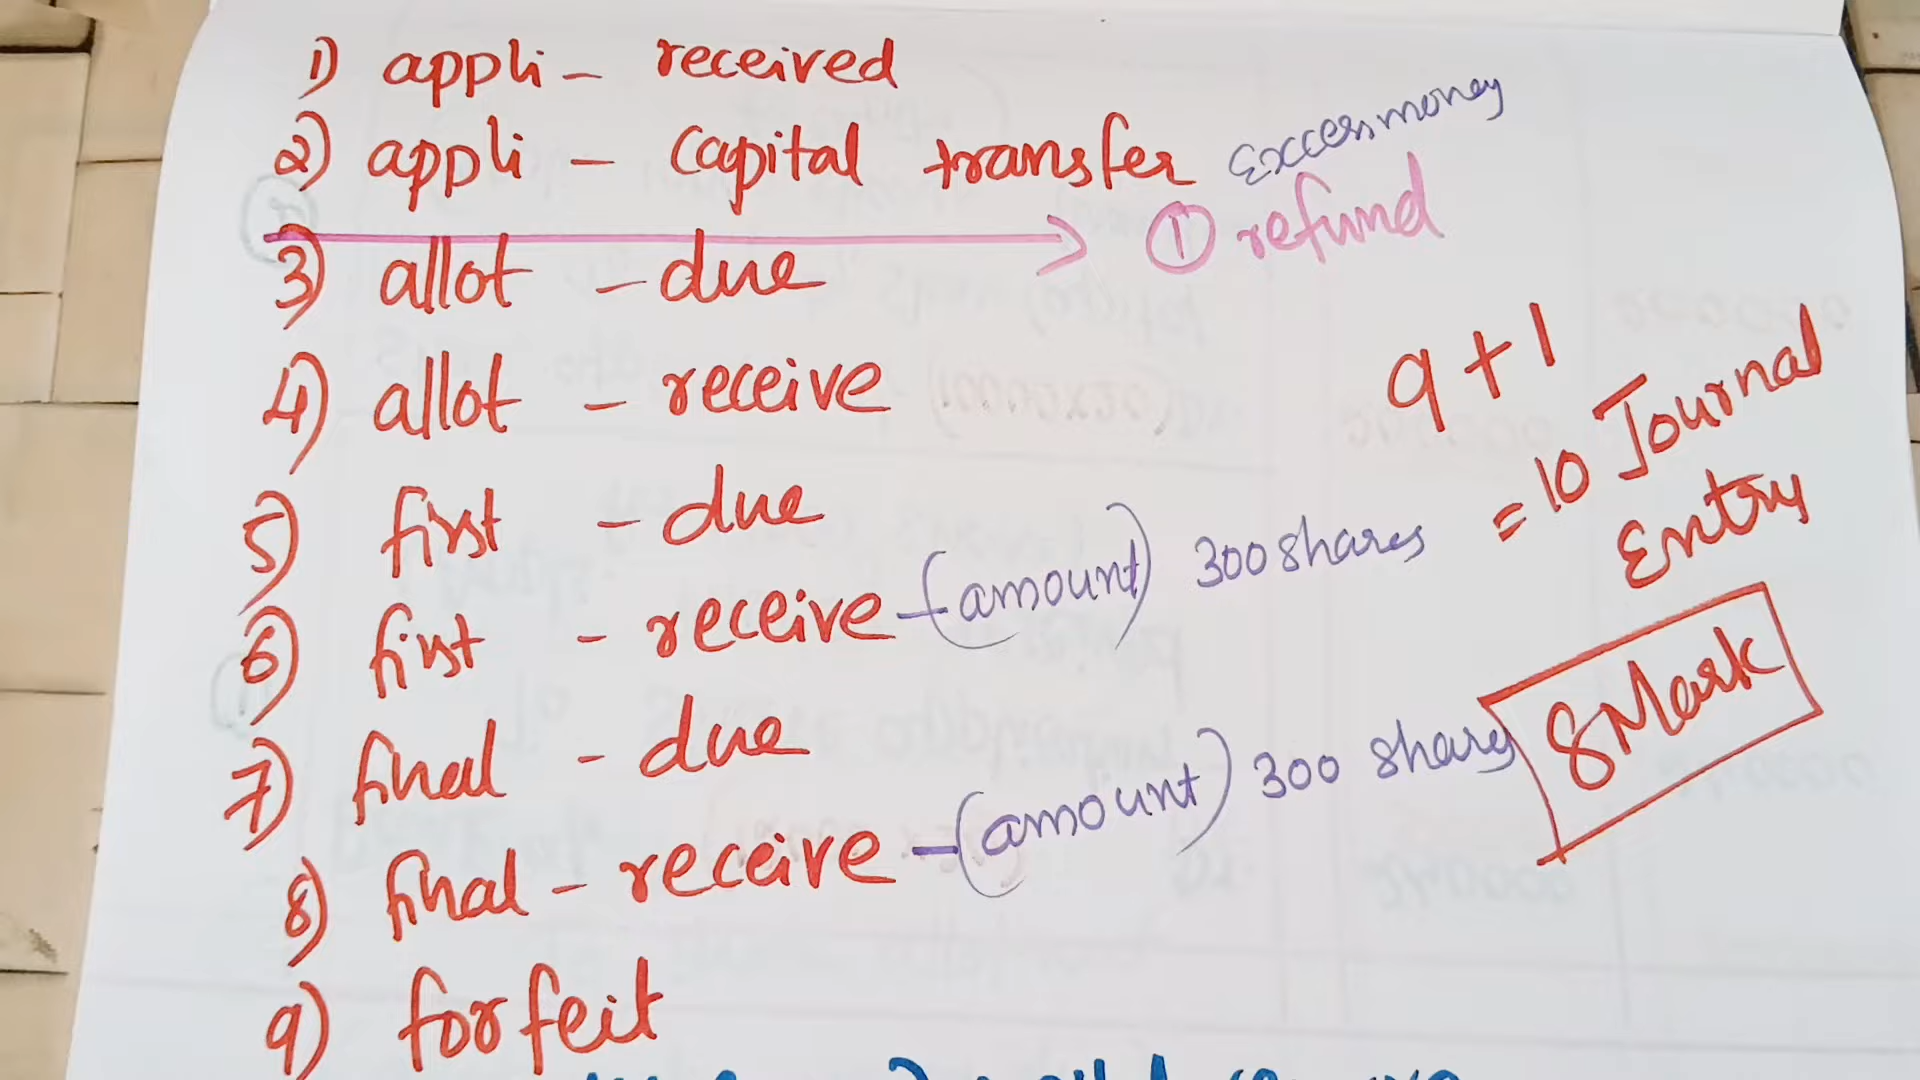 1) appli - received
2) appli - Capital transfer Excess money
① refund
3) allot - due
4) allot - receive
9 + 1
= 10 Journal
Entry
5) first - due
6) first - receive - (amount) 300 shares
7) final - due
8) final - receive - (amount) 300 shares
8 Mark
9) forfeit